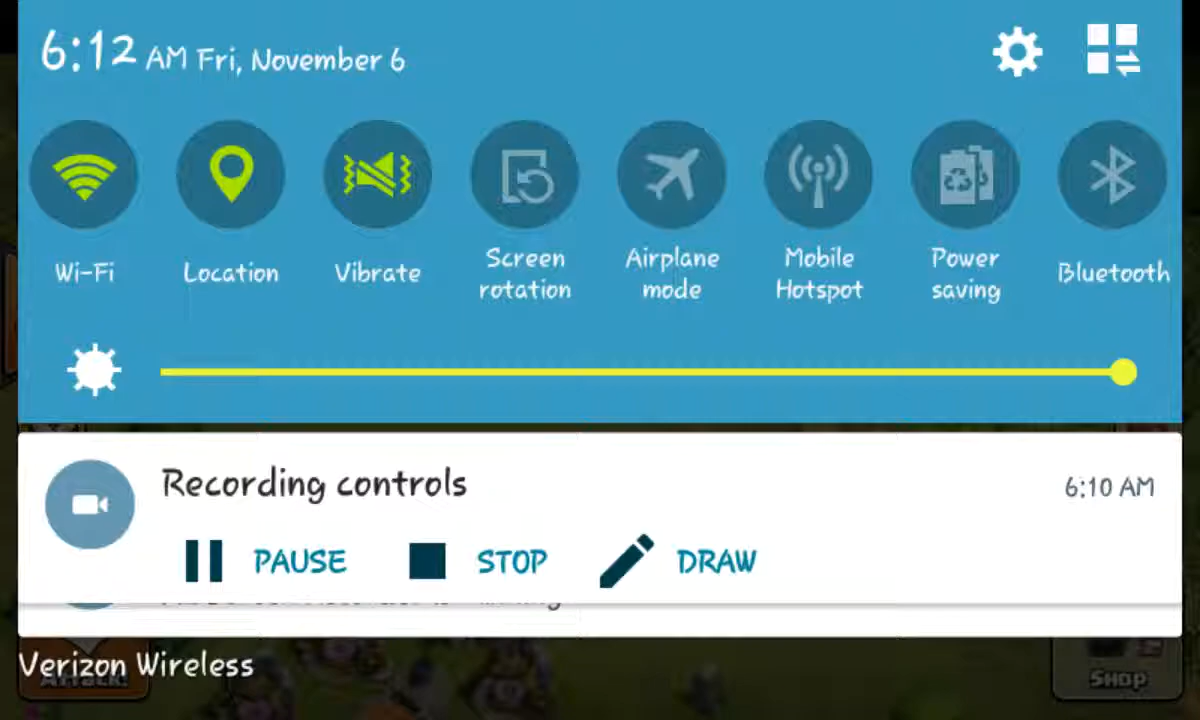 6:12 AM Fri, November 6
Wi-Fi
Location
Vibrate
Screen
rotation
Airplane
mode
Mobile
Hotspot
Power
saving
Bluetooth
Recording controls
6:10 AM
PAUSE
STOP
DRAW
Verizon Wireless
Attack!
Shop